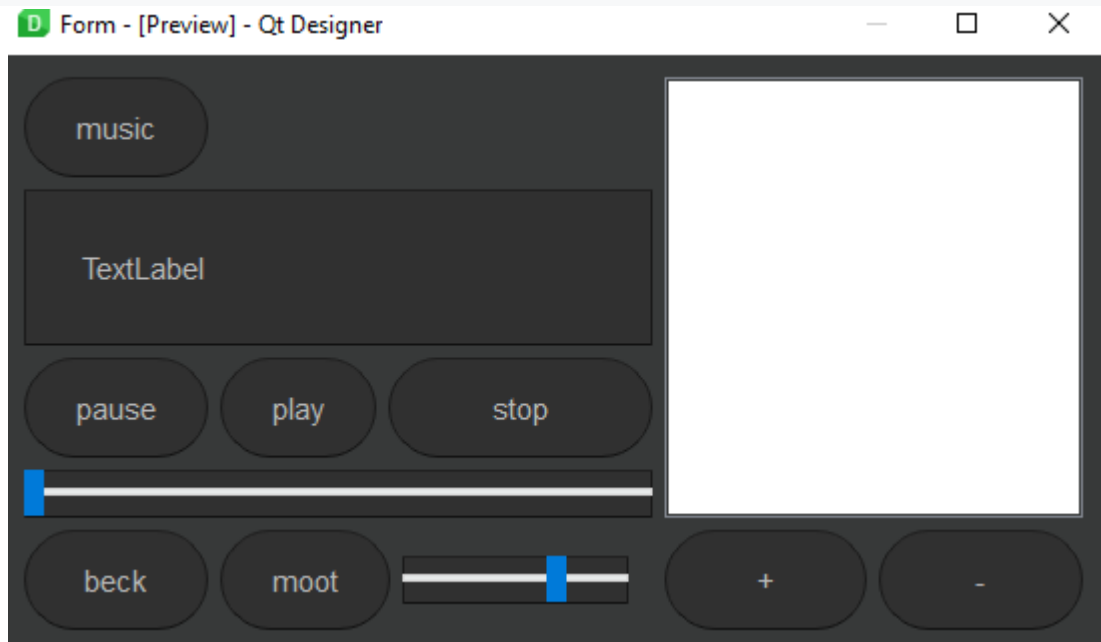 D Form - [Preview] - Qt Designer
music
TextLabel
pause play stop
beck moot + -